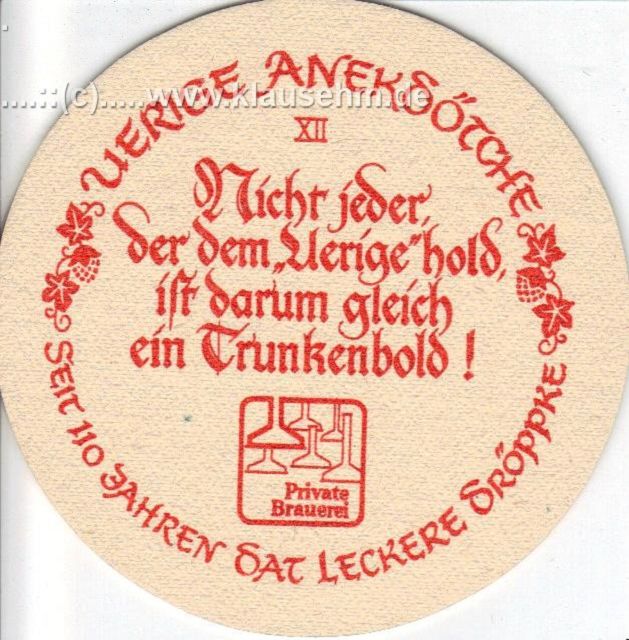 .....::(c).....www.klausehm.de
UERIGE ANEKSÖTCHE
XII
Nicht jeder,
der dem „Uerige“ hold,
ist darum gleich
ein Trunkenbold!
Private
Brauerei
SEIT 110 JAHREN DAT LECKERE DRÖPPKE